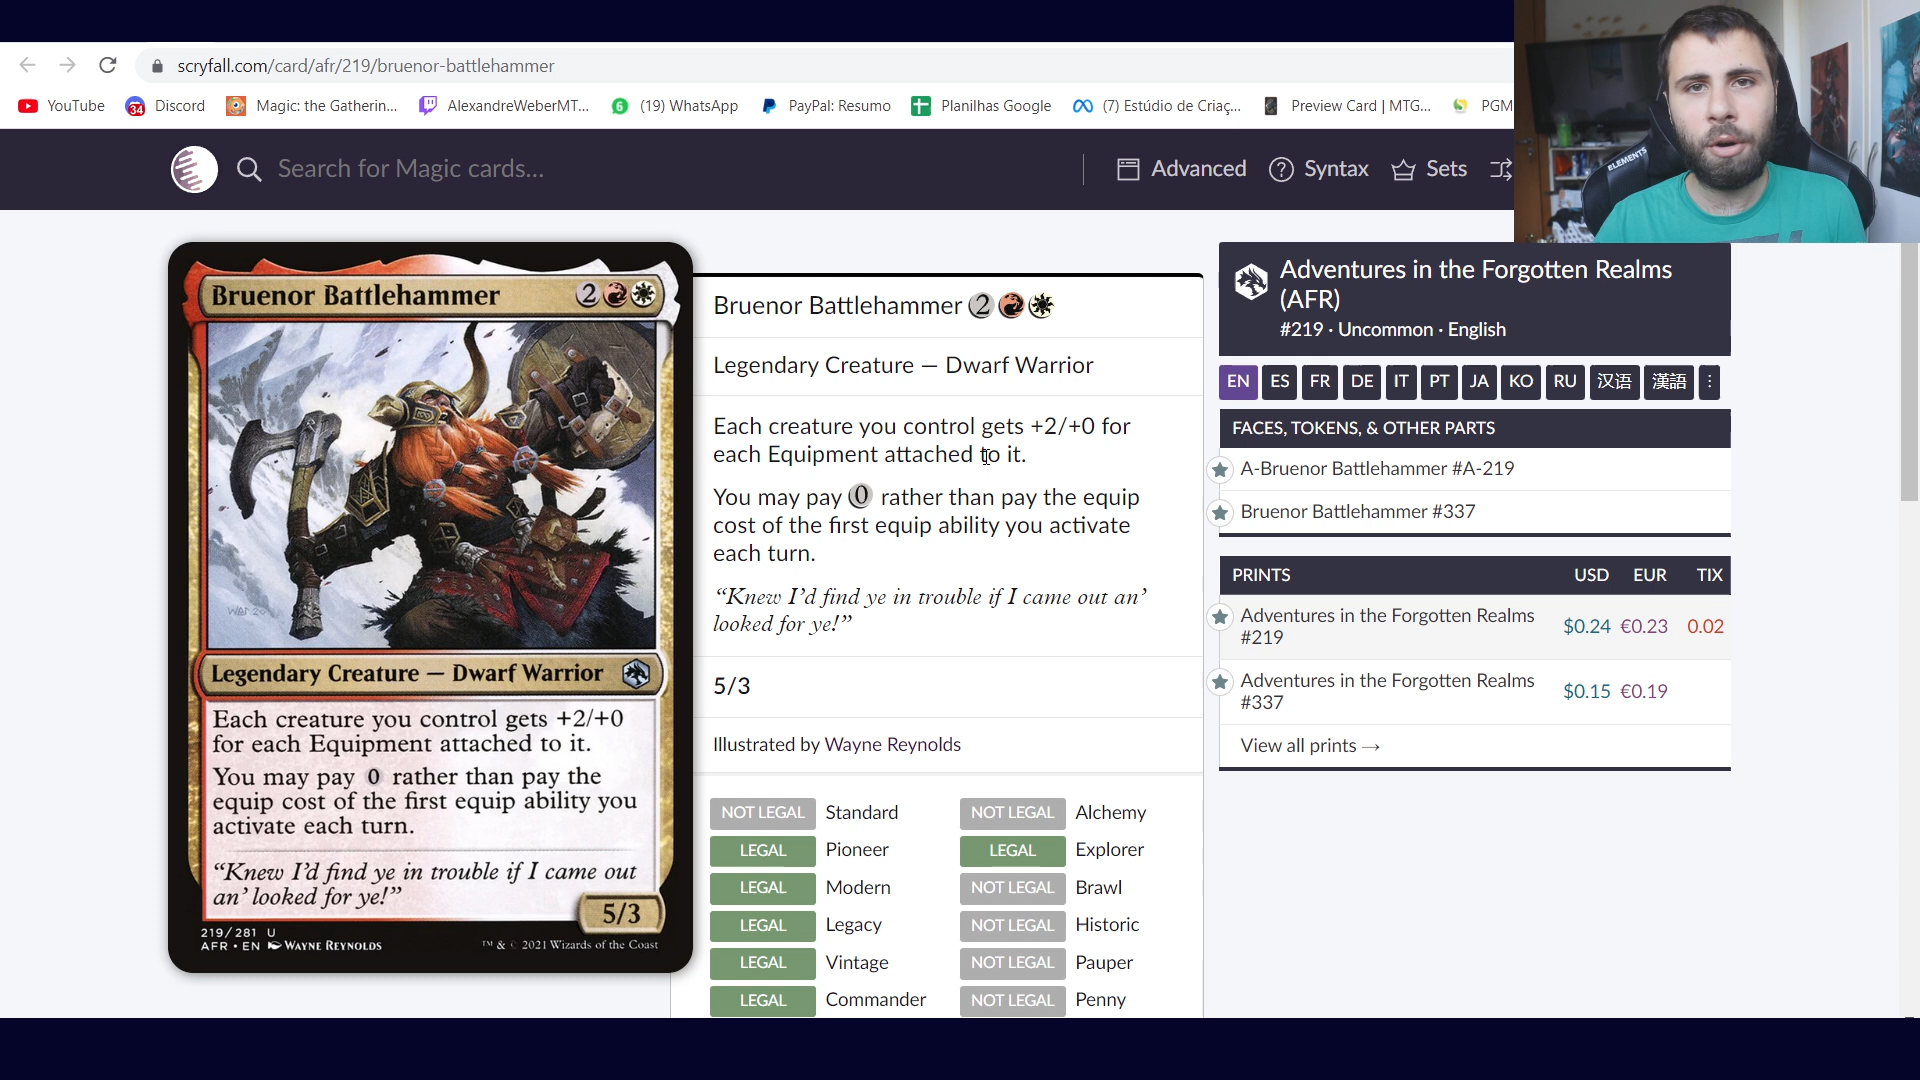 scryfall.com/card/afr/219/bruenor-battlehammer
YouTube
34
Discord
Magic: the Gatherin...
AlexandreWeberMT...
6
(19) WhatsApp
PayPal: Resumo
Planilhas Google
(7) Estúdio de Criaç...
Preview Card | MTG...
PGM
ELEMENTS
Search for Magic cards...
Advanced
Syntax
Sets
Bruenor Battlehammer 2
WAR 20
Legendary Creature — Dwarf Warrior
Each creature you control gets +2/+0
for each Equipment attached to it.
You may pay 0 rather than pay the
equip cost of the first equip ability you
activate each turn.
“Knew I’d find ye in trouble if I came out
an’ looked for ye!”
5/3
219/281 U
AFR • EN WAYNE REYNOLDS
™ & © 2021 Wizards of the Coast
Bruenor Battlehammer 2
Legendary Creature — Dwarf Warrior
Each creature you control gets +2/+0 for
each Equipment attached to it.
You may pay 0 rather than pay the equip
cost of the first equip ability you activate
each turn.
“Knew I’d find ye in trouble if I came out an’
looked for ye!”
5/3
Illustrated by Wayne Reynolds
NOT LEGAL Standard NOT LEGAL Alchemy
LEGAL Pioneer LEGAL Explorer
LEGAL Modern NOT LEGAL Brawl
LEGAL Legacy NOT LEGAL Historic
LEGAL Vintage NOT LEGAL Pauper
LEGAL Commander NOT LEGAL Penny
Adventures in the Forgotten Realms
(AFR)
#219 · Uncommon · English
EN ES FR DE IT PT JA KO RU 汉语 漢語
FACES, TOKENS, & OTHER PARTS
A-Bruenor Battlehammer #A-219
Bruenor Battlehammer #337
PRINTS USD EUR TIX
Adventures in the Forgotten Realms
#219 $0.24 €0.23 0.02
Adventures in the Forgotten Realms
#337 $0.15 €0.19
View all prints →